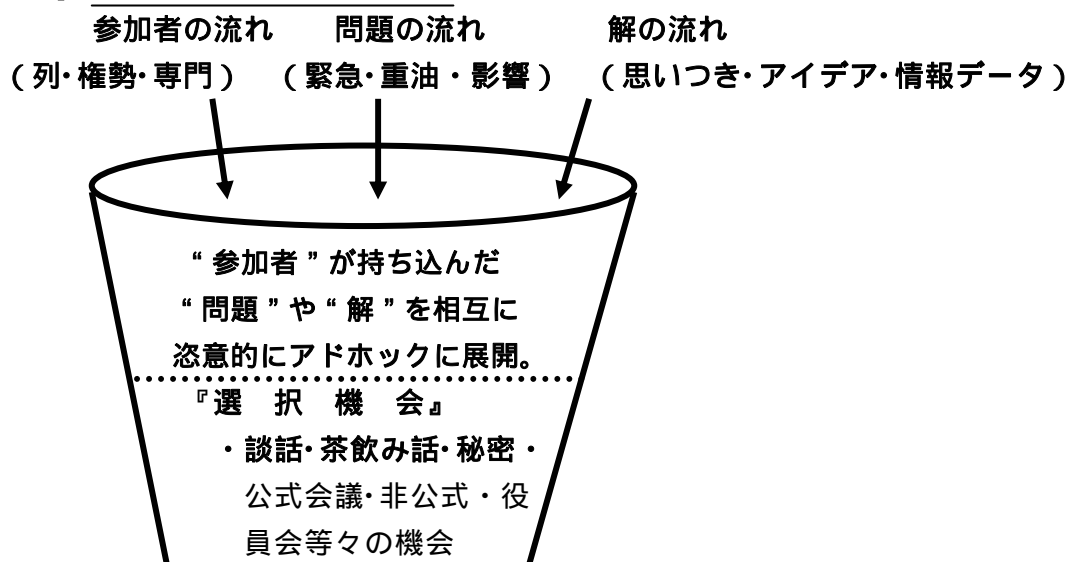 参加者の流れ 問題の流れ 解の流れ
(列・権勢・専門) (緊急・重油・影響) (思いつき・アイデア・情報データ)
“参加者”が持ち込んだ
“問題”や“解”を相互に
恣意的にアドホックに展開。
『選 択 機 会』
・談話・茶飲み話・秘密・
公式会議・非公式・役
員会等々の機会